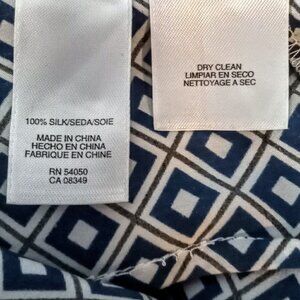 100% SILK/SEDA/SOIE
MADE IN CHINA
HECHO EN CHINA
FABRIQUE EN CHINE
RN 54050
CA 08349
DRY CLEAN
LIMPIAR EN SECO
NETTOYAGE A SEC